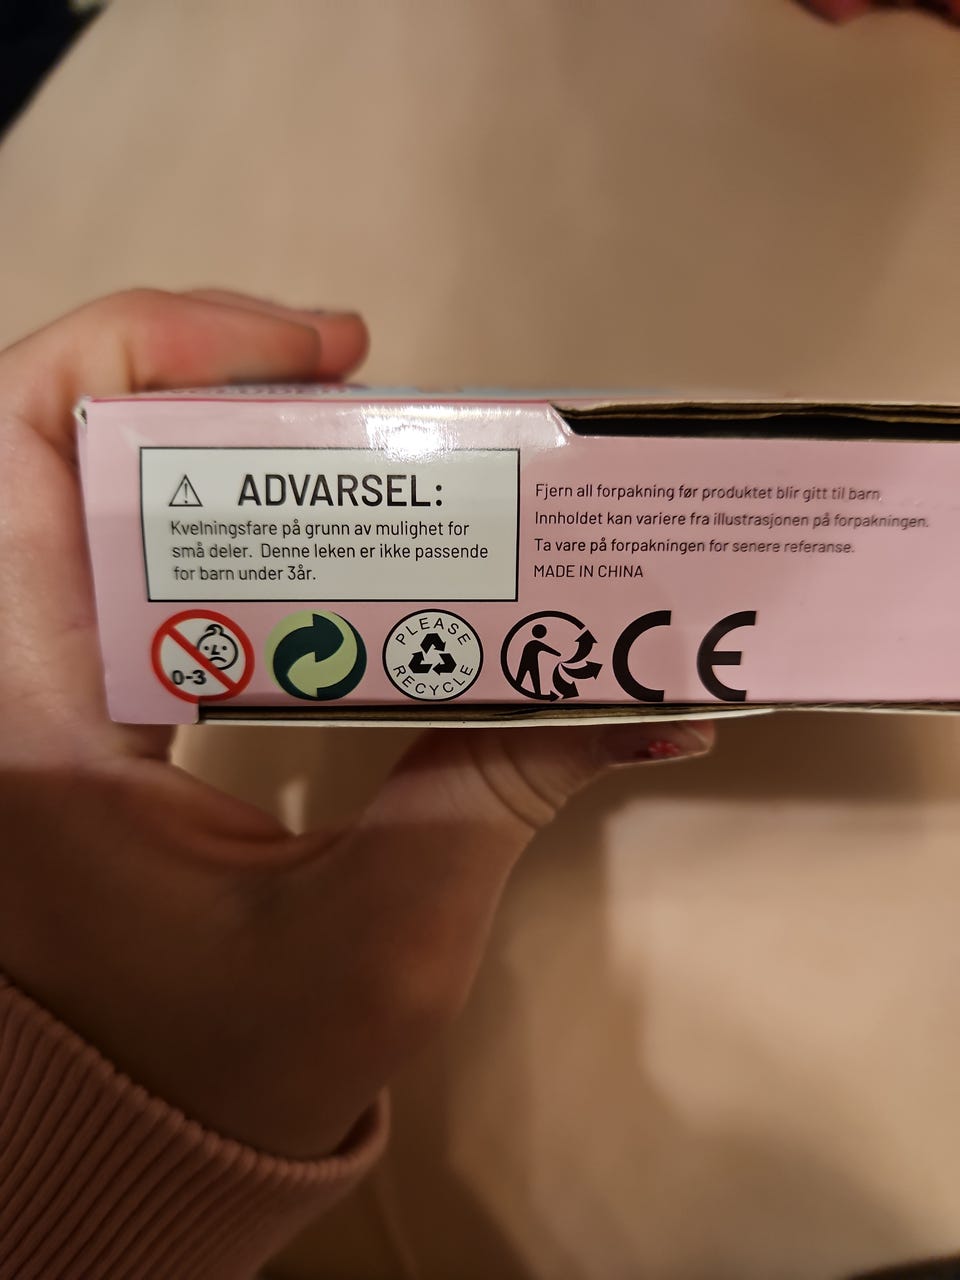 ADVARSEL:
Kvelningsfare på grunn av mulighet for
små deler. Denne leken er ikke passende
for barn under 3år.
Fjern all forpakning før produktet blir gitt til barn
Innholdet kan variere fra illustrasjonen på forpakningen.
Ta vare på forpakningen for senere referanse.
MADE IN CHINA
0-3
PLEASE
RECYCLE
CE